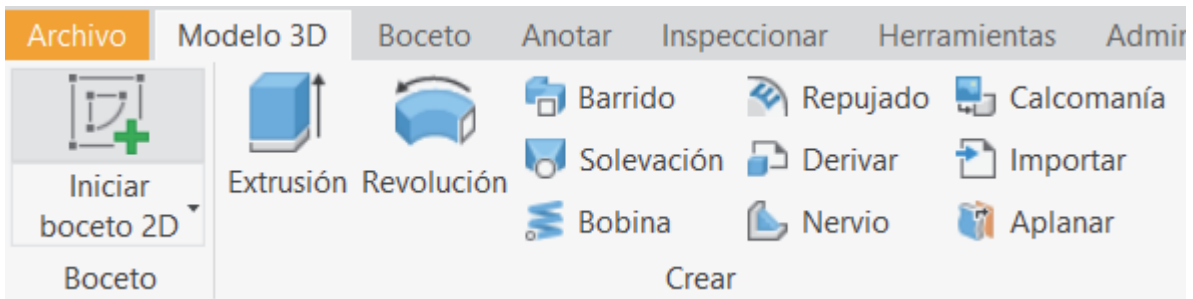 Archivo Modelo 3D Boceto Anotar Inspeccionar Herramientas Admin
Iniciar
boceto 2D
Extrusión Revolución
Barrido Repujado Calcomanía
Solevación Derivar Importar
Bobina Nervio Aplanar
Boceto Crear